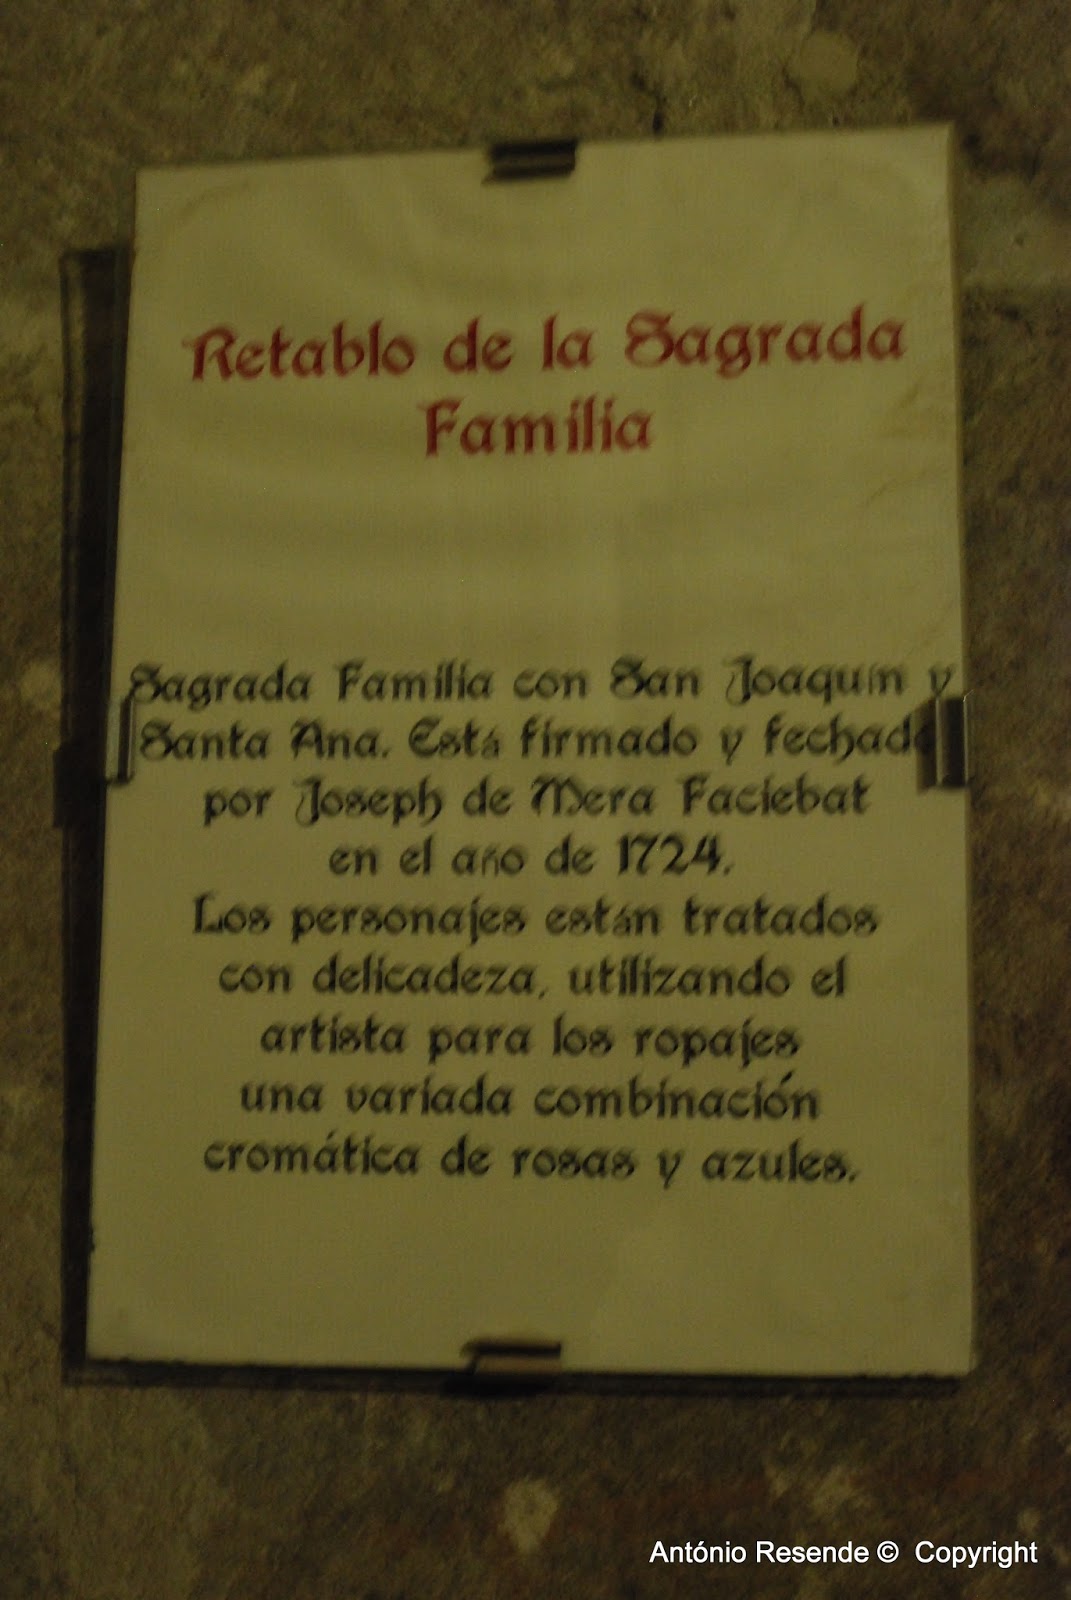 Retablo de la Sagrada
Familia
Sagrada Familia con San Joaquín y
Santa Ana. Está firmado y fechado
por Joseph de Mera Faciebat
en el año de 1724.
Los personajes están tratados
con delicadeza, utilizando el
artista para los ropajes
una variada combinación
cromática de rosas y azules.
António Resende © Copyright